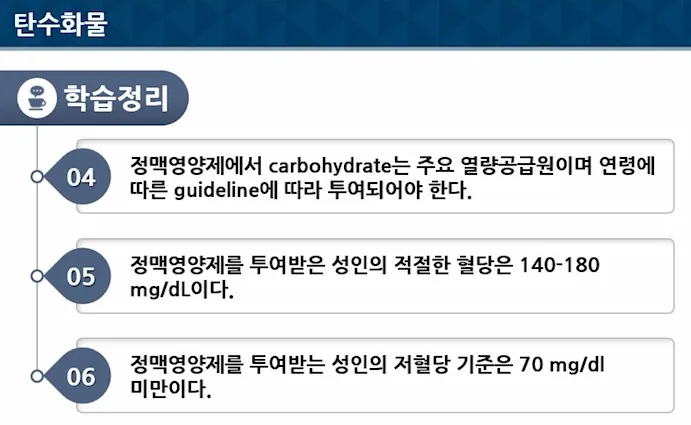 탄수화물
학습정리
04
정맥영양제에서 carbohydrate는 주요 열량공급원이며 연령에
따른 guideline에 따라 투여되어야 한다.
05
정맥영양제를 투여받은 성인의 적절한 혈당은 140-180
mg/dL이다.
06
정맥영양제를 투여받는 성인의 저혈당 기준은 70 mg/dl
미만이다.